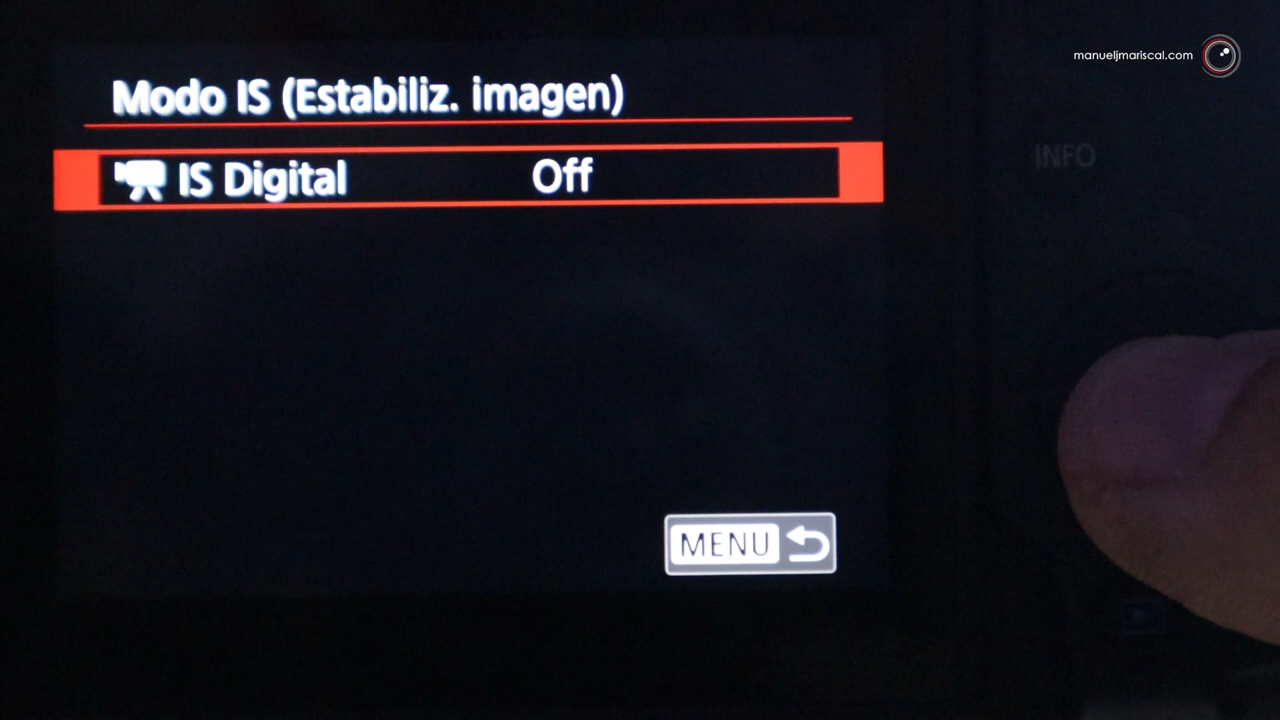 manueljmariscal.com
Modo IS (Estabiliz. imagen)
IS Digital Off
INFO
MENU